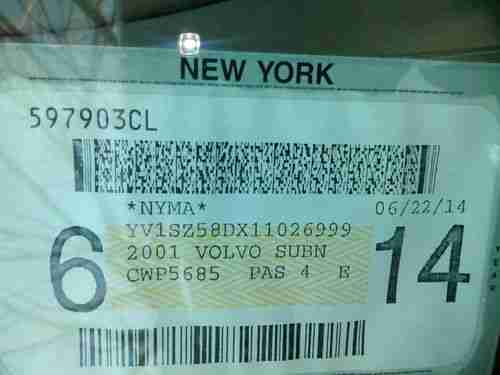 NEW YORK
597903CL
*NYMA* 06/22/14
YV1SZ58DX11026999
2001 VOLVO SUBN
CWP5685 PAS 4 E
6 14